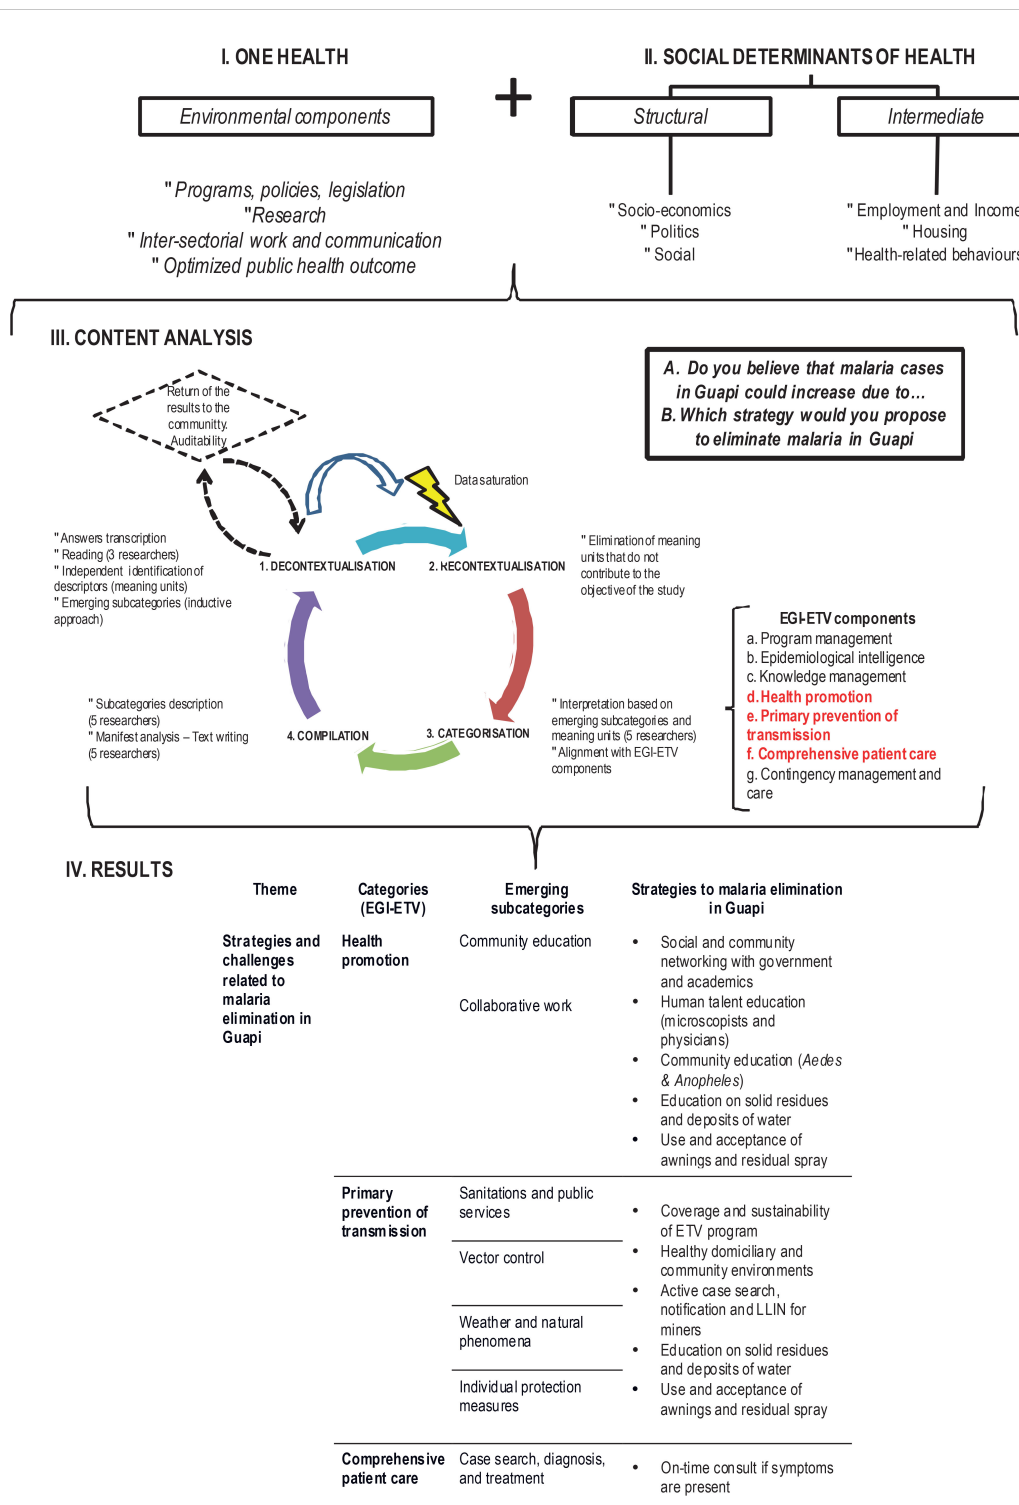 I. ONE HEALTH
II. SOCIAL DETERMINANTS OF HEALTH
+
Environmental components
Structural
Intermediate
" Programs, policies, legislation
"Research
" Inter-sectorial work and communication
" Optimized public health outcome
" Socio-economics
" Politics
" Social
" Employment and Income
" Housing
"Health-related behaviours
III. CONTENT ANALYSIS
A. Do you believe that malaria cases
in Guapi could increase due to...
B. Which strategy would you propose
to eliminate malaria in Guapi
Return of the
results to the
communitty.
Auditability
Data saturation
" Answers transcription
" Reading (3 researchers)
" Independent identification of
descriptors (meaning units)
" Emerging subcategories (inductive
approach)
1. DECONTEXTUALISATION
2. RECONTEXTUALISATION
" Elimination of meaning
units that do not
contribute to the
objective of the study
" Subcategories description
(5 researchers)
" Manifest analysis – Text writing
(5 researchers)
4. COMPILATION
3. CATEGORISATION
" Interpretation based on
emerging subcategories and
meaning units (5 researchers)
" Alignment with EGI-ETV
components
EGI-ETV components
a. Program management
b. Epidemiological intelligence
c. Knowledge management
d. Health promotion
e. Primary prevention of
transmission
f. Comprehensive patient care
g. Contingency management and
care
IV. RESULTS
Theme
Categories
(EGI-ETV)
Emerging
subcategories
Strategies to malaria elimination
in Guapi
Strategies and
challenges
related to
malaria
elimination in
Guapi
Health
promotion
Community education
Collaborative work
• Social and community
networking with government
and academics
• Human talent education
(microscopists and
physicians)
• Community education (Aedes
& Anopheles)
• Education on solid residues
and deposits of water
• Use and acceptance of
awnings and residual spray
Primary
prevention of
transmission
Sanitations and public
services
Vector control
Weather and natural
phenomena
Individual protection
measures
• Coverage and sustainability
of ETV program
• Healthy domiciliary and
community environments
• Active case search,
notification and LLIN for
miners
• Education on solid residues
and deposits of water
• Use and acceptance of
awnings and residual spray
Comprehensive
patient care
Case search, diagnosis,
and treatment
• On-time consult if symptoms
are present